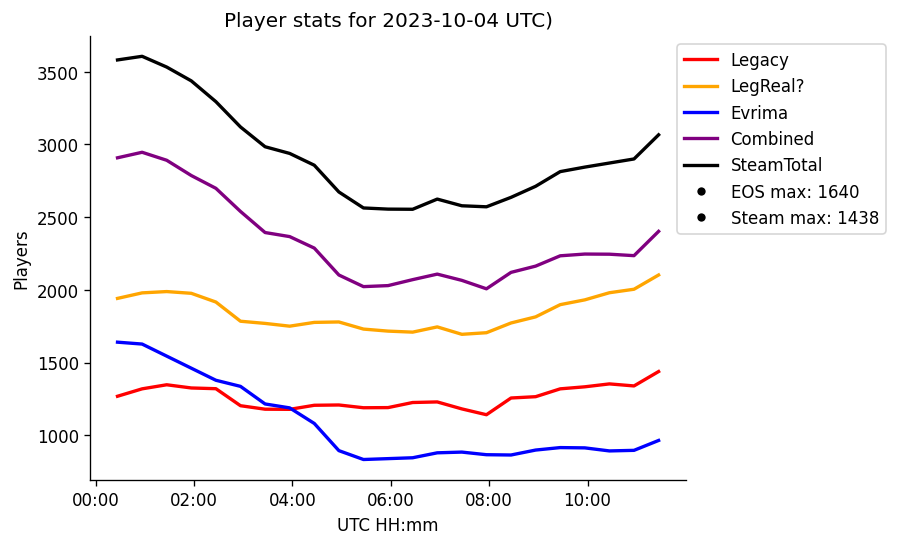 Player stats for 2023-10-04 UTC)
Legacy
LegReal?
Evrima
Combined
SteamTotal
EOS max: 1640
Steam max: 1438
Players
3500
3000
2500
2000
1500
1000
00:00 02:00 04:00 06:00 08:00 10:00
UTC HH:mm